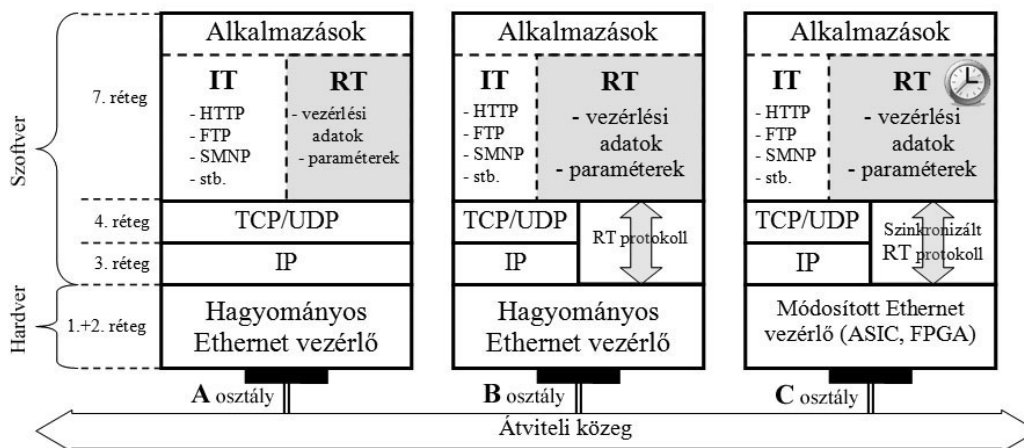 Szoftver
Hardver
7. réteg
4. réteg
3. réteg
1.+2. réteg
Alkalmazások
IT
- HTTP
- FTP
- SMNP
- stb.
RT
- vezérlési
adatok
- paraméterek
TCP/UDP
IP
Hagyományos
Ethernet vezérlő
A osztály
Alkalmazások
IT
- HTTP
- FTP
- SMNP
- stb.
RT
- vezérlési
adatok
- paraméterek
TCP/UDP
IP
RT protokoll
Hagyományos
Ethernet vezérlő
B osztály
Alkalmazások
IT
- HTTP
- FTP
- SMNP
- stb.
RT
- vezérlési
adatok
- paraméterek
TCP/UDP
IP
Szinkronizált
RT protokoll
Módosított Ethernet
vezérlő (ASIC, FPGA)
C osztály
Átviteli közeg